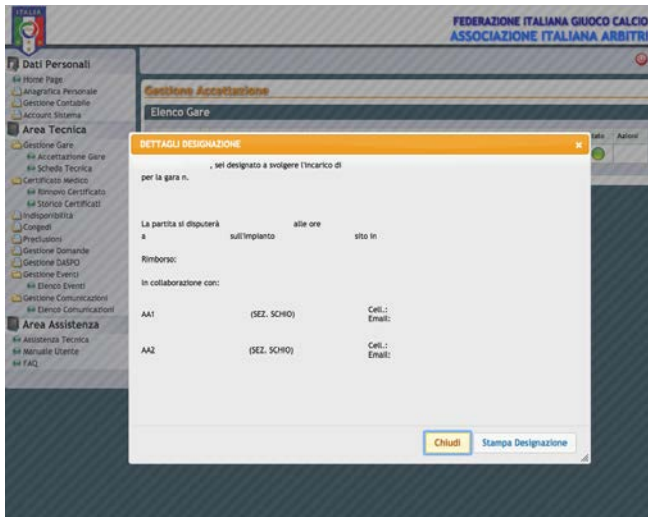 ITALIA
FEDERAZIONE ITALIANA GIUOCO CALCIO
ASSOCIAZIONE ITALIANA ARBITRI
Dati Personali
Home Page
Anagrafica Personale
Gestione Contabile
Account Sistema
Area Tecnica
Gestione Gare
Accettazione Gare
Scheda Tecnica
Certificato Medico
Rinnovo Certificato
Storico Certificati
Indisponibilità
Congedi
Preclusioni
Gestione Domande
Gestione DASPO
Gestione Eventi
Elenco Eventi
Gestione Comunicazioni
Elenco Comunicazioni
Area Assistenza
Assistenza Tecnica
Manuale Utente
FAQ
Gestione Accettazione
Elenco Gare
Azioni
DETTAGLI DESIGNAZIONE
, sei designato a svolgere l'incarico di
per la gara n.
La partita si disputerà alle ore
a sull'impianto sito in
Rimborso:
In collaborazione con:
AA1 (SEZ. SCHIO) Cell.:
Email:
AA2 (SEZ. SCHIO) Cell.:
Email:
Chiudi Stampa Designazione